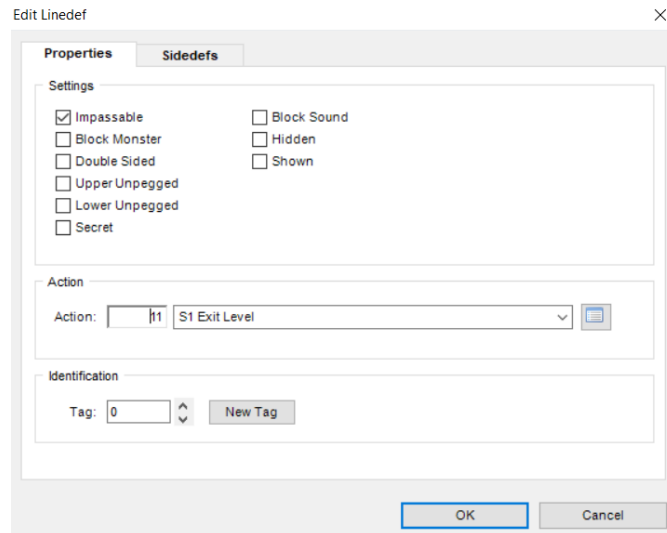 Edit Linedef
Properties Sidedefs
Settings
Impassable Block Sound
Block Monster Hidden
Double Sided Shown
Upper Unpegged
Lower Unpegged
Secret
Action
Action: 11 S1 Exit Level
Identification
Tag: 0 New Tag
OK Cancel